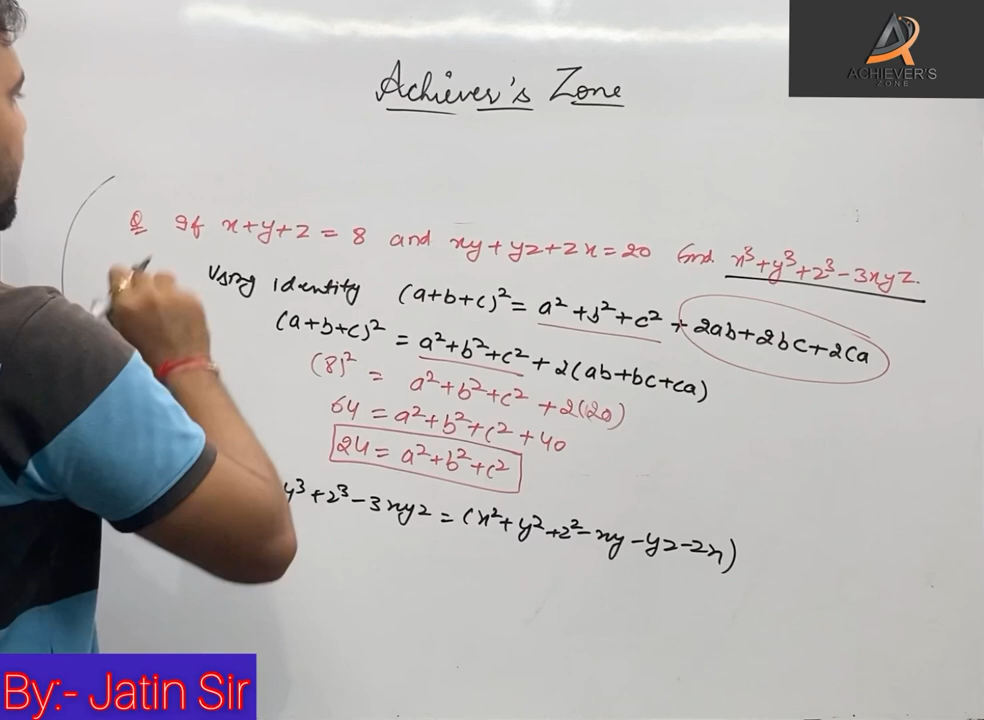 Achiever's Zone
ACHIEVER'S
ZONE
Q If x+y+z = 8 and xy+yz+zx=20 find x³+y³+z³-3xyz.
Using identity (a+b+c)² = a²+b²+c² + 2ab+2bc+2ca
(a+b+c)² = a²+b²+c² + 2(ab+bc+ca)
(8)² = a²+b²+c² +2(20)
64 = a²+b²+c² +40
24 = a²+b²+c²
y³+z³-3xyz = (x²+y²+z²-xy-yz-zx)
By:- Jatin Sir